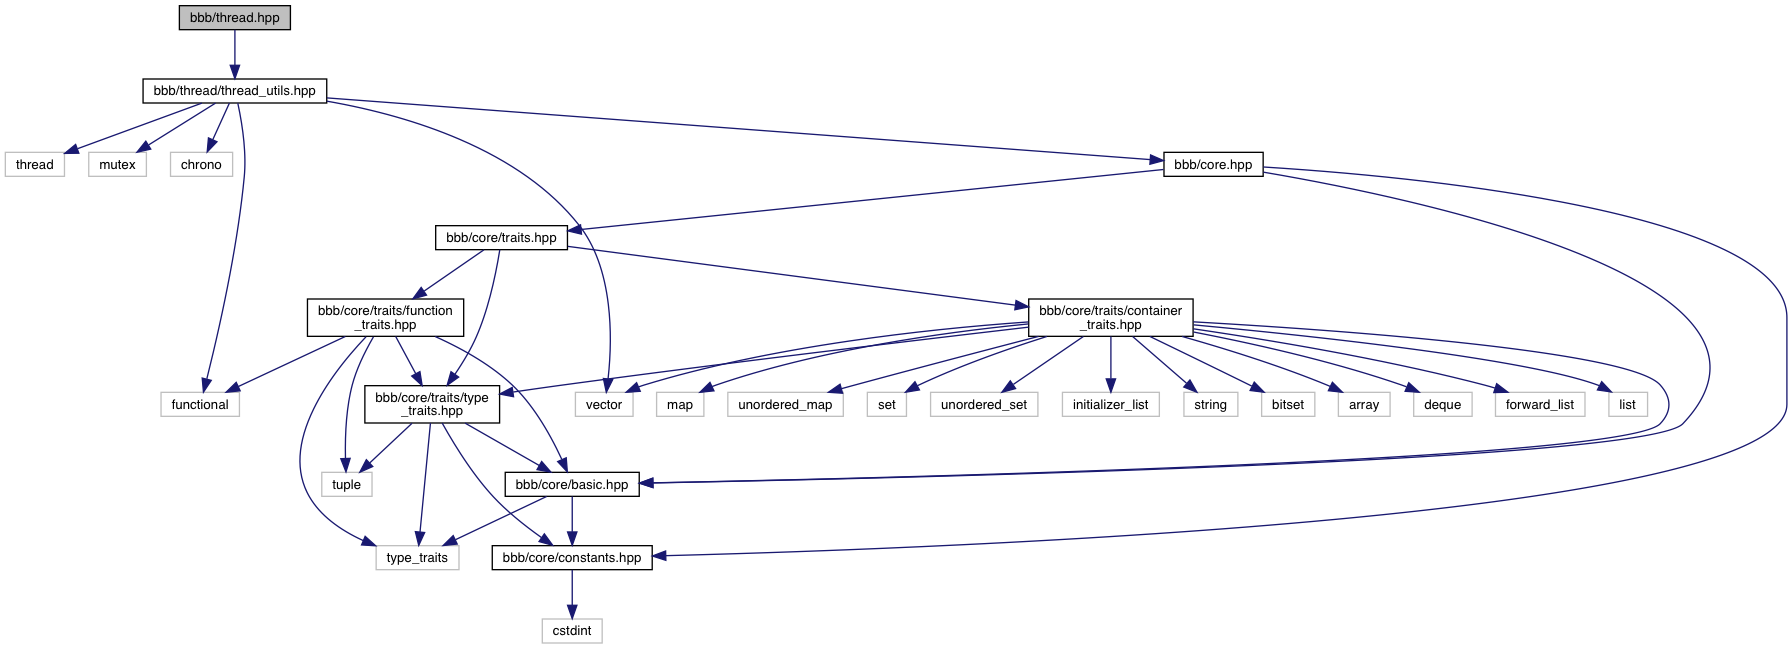 bbb/thread.hpp
bbb/thread/thread_utils.hpp
thread
mutex
chrono
bbb/core.hpp
bbb/core/traits.hpp
bbb/core/traits/function
_traits.hpp
bbb/core/traits/container
_traits.hpp
functional
bbb/core/traits/type
_traits.hpp
vector
map
unordered_map
set
unordered_set
initializer_list
string
bitset
array
deque
forward_list
list
tuple
bbb/core/basic.hpp
type_traits
bbb/core/constants.hpp
cstdint